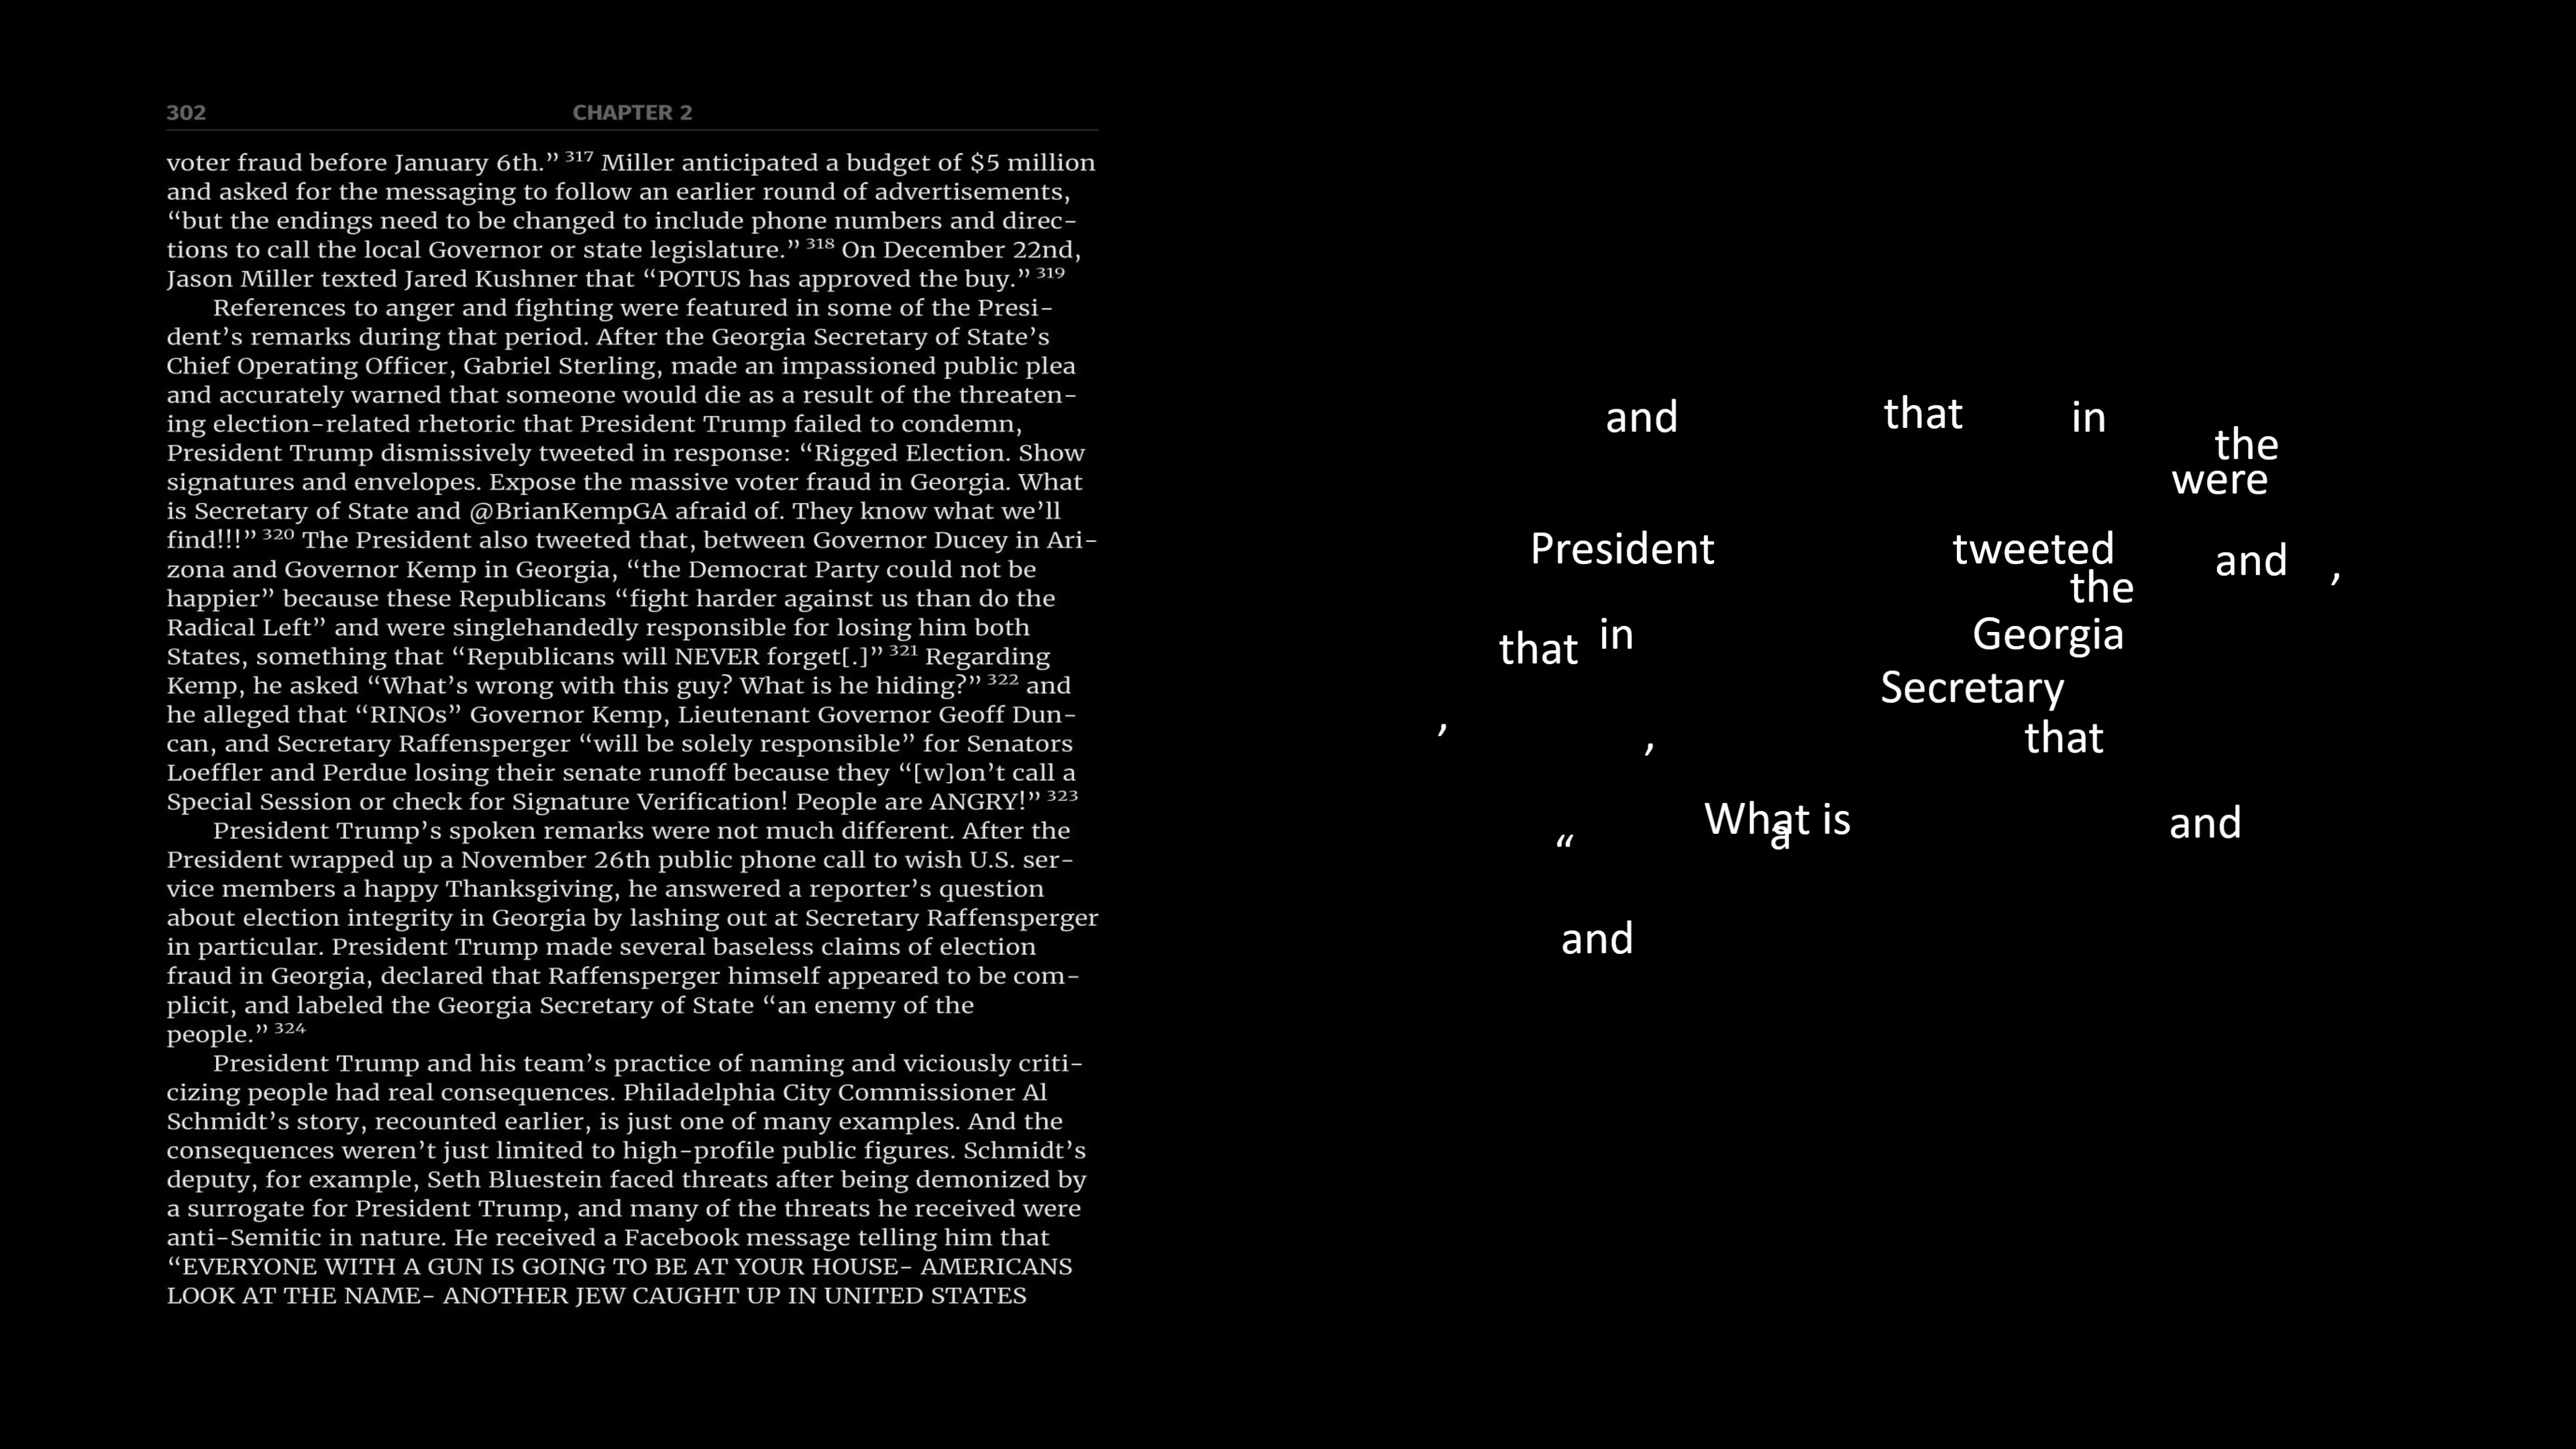 302 CHAPTER 2
voter fraud before January 6th.” 317 Miller anticipated a budget of $5 million
and asked for the messaging to follow an earlier round of advertisements,
“but the endings need to be changed to include phone numbers and direc-
tions to call the local Governor or state legislature.” 318 On December 22nd,
Jason Miller texted Jared Kushner that “POTUS has approved the buy.” 319
References to anger and fighting were featured in some of the Presi-
dent’s remarks during that period. After the Georgia Secretary of State’s
Chief Operating Officer, Gabriel Sterling, made an impassioned public plea
and accurately warned that someone would die as a result of the threaten-
ing election-related rhetoric that President Trump failed to condemn,
President Trump dismissively tweeted in response: “Rigged Election. Show
signatures and envelopes. Expose the massive voter fraud in Georgia. What
is Secretary of State and @BrianKempGA afraid of. They know what we’ll
find!!!” 320 The President also tweeted that, between Governor Ducey in Ari-
zona and Governor Kemp in Georgia, “the Democrat Party could not be
happier” because these Republicans “fight harder against us than do the
Radical Left” and were singlehandedly responsible for losing him both
States, something that “Republicans will NEVER forget[.]” 321 Regarding
Kemp, he asked “What’s wrong with this guy? What is he hiding?” 322 and
he alleged that “RINOs” Governor Kemp, Lieutenant Governor Geoff Dun-
can, and Secretary Raffensperger “will be solely responsible” for Senators
Loeffler and Perdue losing their senate runoff because they “[w]on’t call a
Special Session or check for Signature Verification! People are ANGRY!” 323
President Trump’s spoken remarks were not much different. After the
President wrapped up a November 26th public phone call to wish U.S. ser-
vice members a happy Thanksgiving, he answered a reporter’s question
about election integrity in Georgia by lashing out at Secretary Raffensperger
in particular. President Trump made several baseless claims of election
fraud in Georgia, declared that Raffensperger himself appeared to be com-
plicit, and labeled the Georgia Secretary of State “an enemy of the
people.” 324
President Trump and his team’s practice of naming and viciously criti-
cizing people had real consequences. Philadelphia City Commissioner Al
Schmidt’s story, recounted earlier, is just one of many examples. And the
consequences weren’t just limited to high-profile public figures. Schmidt’s
deputy, for example, Seth Bluestein faced threats after being demonized by
a surrogate for President Trump, and many of the threats he received were
anti-Semitic in nature. He received a Facebook message telling him that
“EVERYONE WITH A GUN IS GOING TO BE AT YOUR HOUSE- AMERICANS
LOOK AT THE NAME- ANOTHER JEW CAUGHT UP IN UNITED STATES
and that in
the
were
President tweeted and ,
the
that in Georgia
Secretary
, , that
“ What is and
a
and